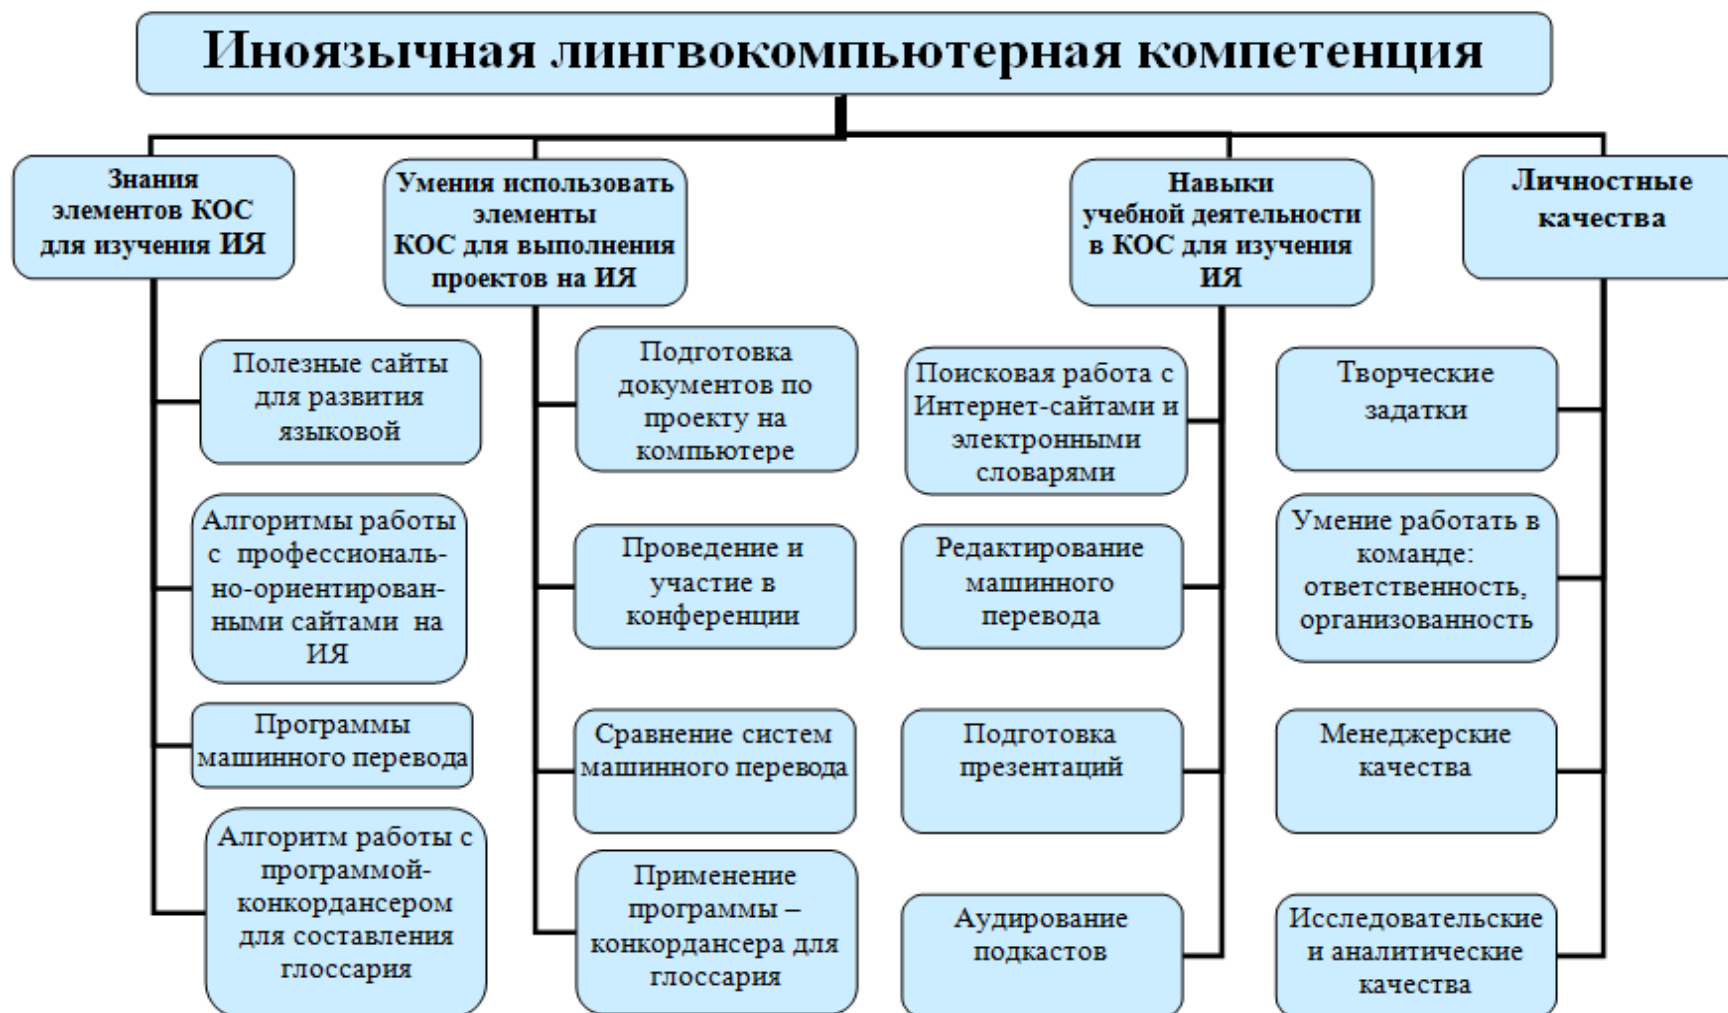 Иноязычная лингвокомпьютерная компетенция
Знания
элементов КОС
для изучения ИЯ
Умения использовать
элементы
КОС для выполнения
проектов на ИЯ
Навыки
учебной деятельности
в КОС для изучения
ИЯ
Личностные
качества
Полезные сайты
для развития
языковой
Алгоритмы работы
с профессиональ-
но-ориентирован-
ными сайтами на
ИЯ
Программы
машинного перевода
Алгоритм работы с
программой-
конкордансером
для составления
глоссария
Подготовка
документов по
проекту на
компьютере
Проведение и
участие в
конференции
Сравнение систем
машинного перевода
Применение
программы –
конкордансера для
глоссария
Поисковая работа с
Интернет-сайтами и
электронными
словарями
Редактирование
машинного
перевода
Подготовка
презентаций
Аудирование
подкастов
Творческие
задатки
Умение работать в
команде:
ответственность,
организованность
Менеджерские
качества
Исследовательские
и аналитические
качества